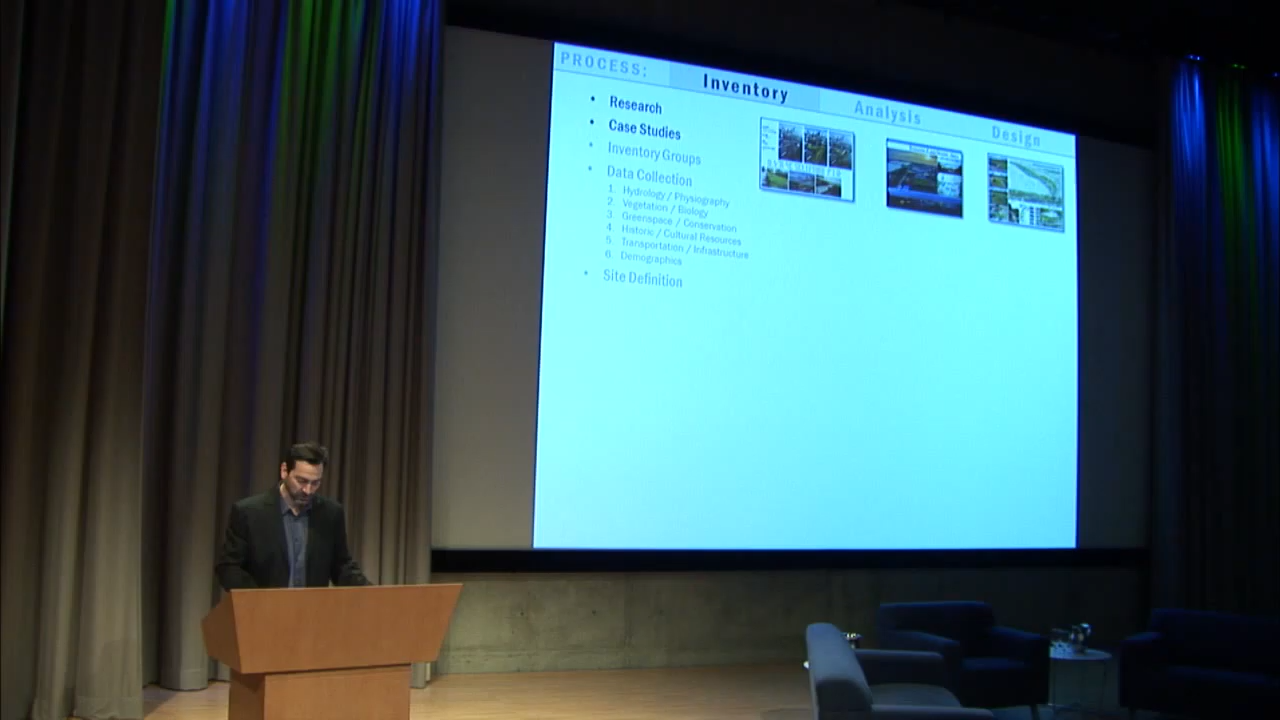 PROCESS:
Inventory
Analysis
Design
• Research
• Case Studies
• Inventory Groups
• Data Collection
1. Hydrology / Physiography
2. Vegetation / Biology
3 Greenspace / Conservation
4 Historic / Cultural Resources
5 Transportation / Infrastructure
6 Demographics
• Site Definition